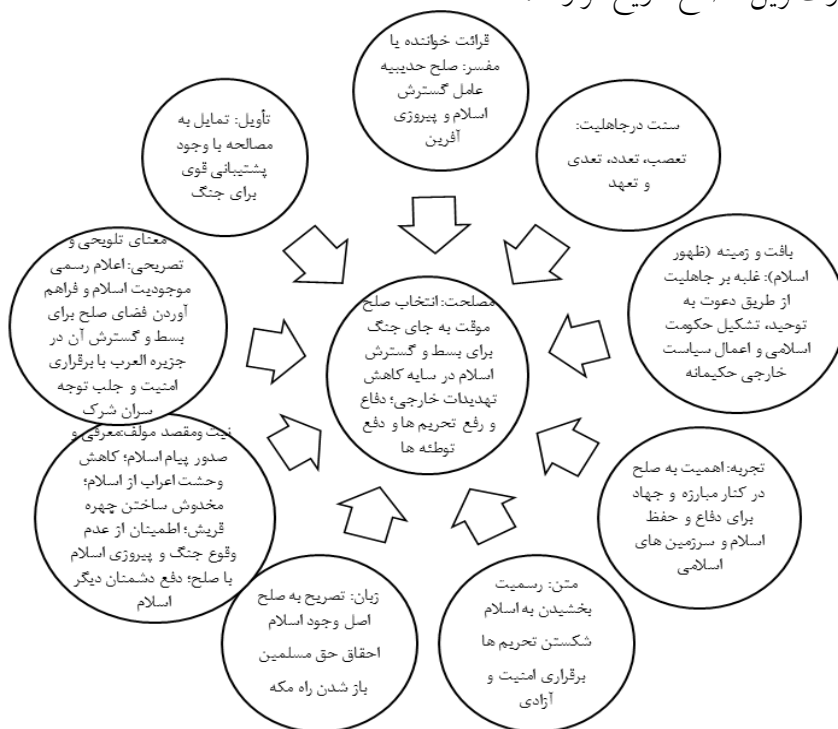 قرائت خواننده یا
مفسر: صلح حدیبیه
عامل گسترش
اسلام و پیروزی
آفرین
سنت درجاهلیت:
تعصب، تعدد، تعدی
و تعهد
بافت و زمینه (ظهور
اسلام): غلبه بر جاهلیت
از طریق دعوت به
توحید، تشکیل حکومت
اسلامی و اعمال سیاست
خارجی حکیمانه
تجربه: اهمیت به صلح
در کنار مبارزه و جهاد
برای دفاع و حفظ
اسلام و سرزمین های
اسلامی
متن: رسمیت
بخشیدن به اسلام
شکستن تحریم ها
برقراری امنیت و
آزادی
زبان: تصریح به صلح
اصل وجود اسلام
احقاق حق مسلمین
باز شدن راه مکه
نیت ومقصد مولف:معرفی و
صدور پیام اسلام؛ کاهش
وحشت اعراب از اسلام؛
مخدوش ساختن چهره
قریش؛ اطمینان از عدم
وقوع جنگ و پیروزی اسلام
با صلح؛ دفع دشمنان دیگر
اسلام
معنای تلویحی و
تصریحی: اعلام رسمی
موجودیت اسلام و فراهم
آوردن فضای صلح برای
بسط و گسترش آن در
جزیره العرب با برقراری
امنیت و جلب توجه
سران شرک
تأویل: تمایل به
مصالحه با وجود
پشتیبانی قوی
برای جنگ
مصلحت: انتخاب صلح
موقت به جای جنگ
برای بسط و گسترش
اسلام در سایه کاهش
تهدیدات خارجی؛ دفاع
و رفع تحریم ها و دفع
توطئه ها